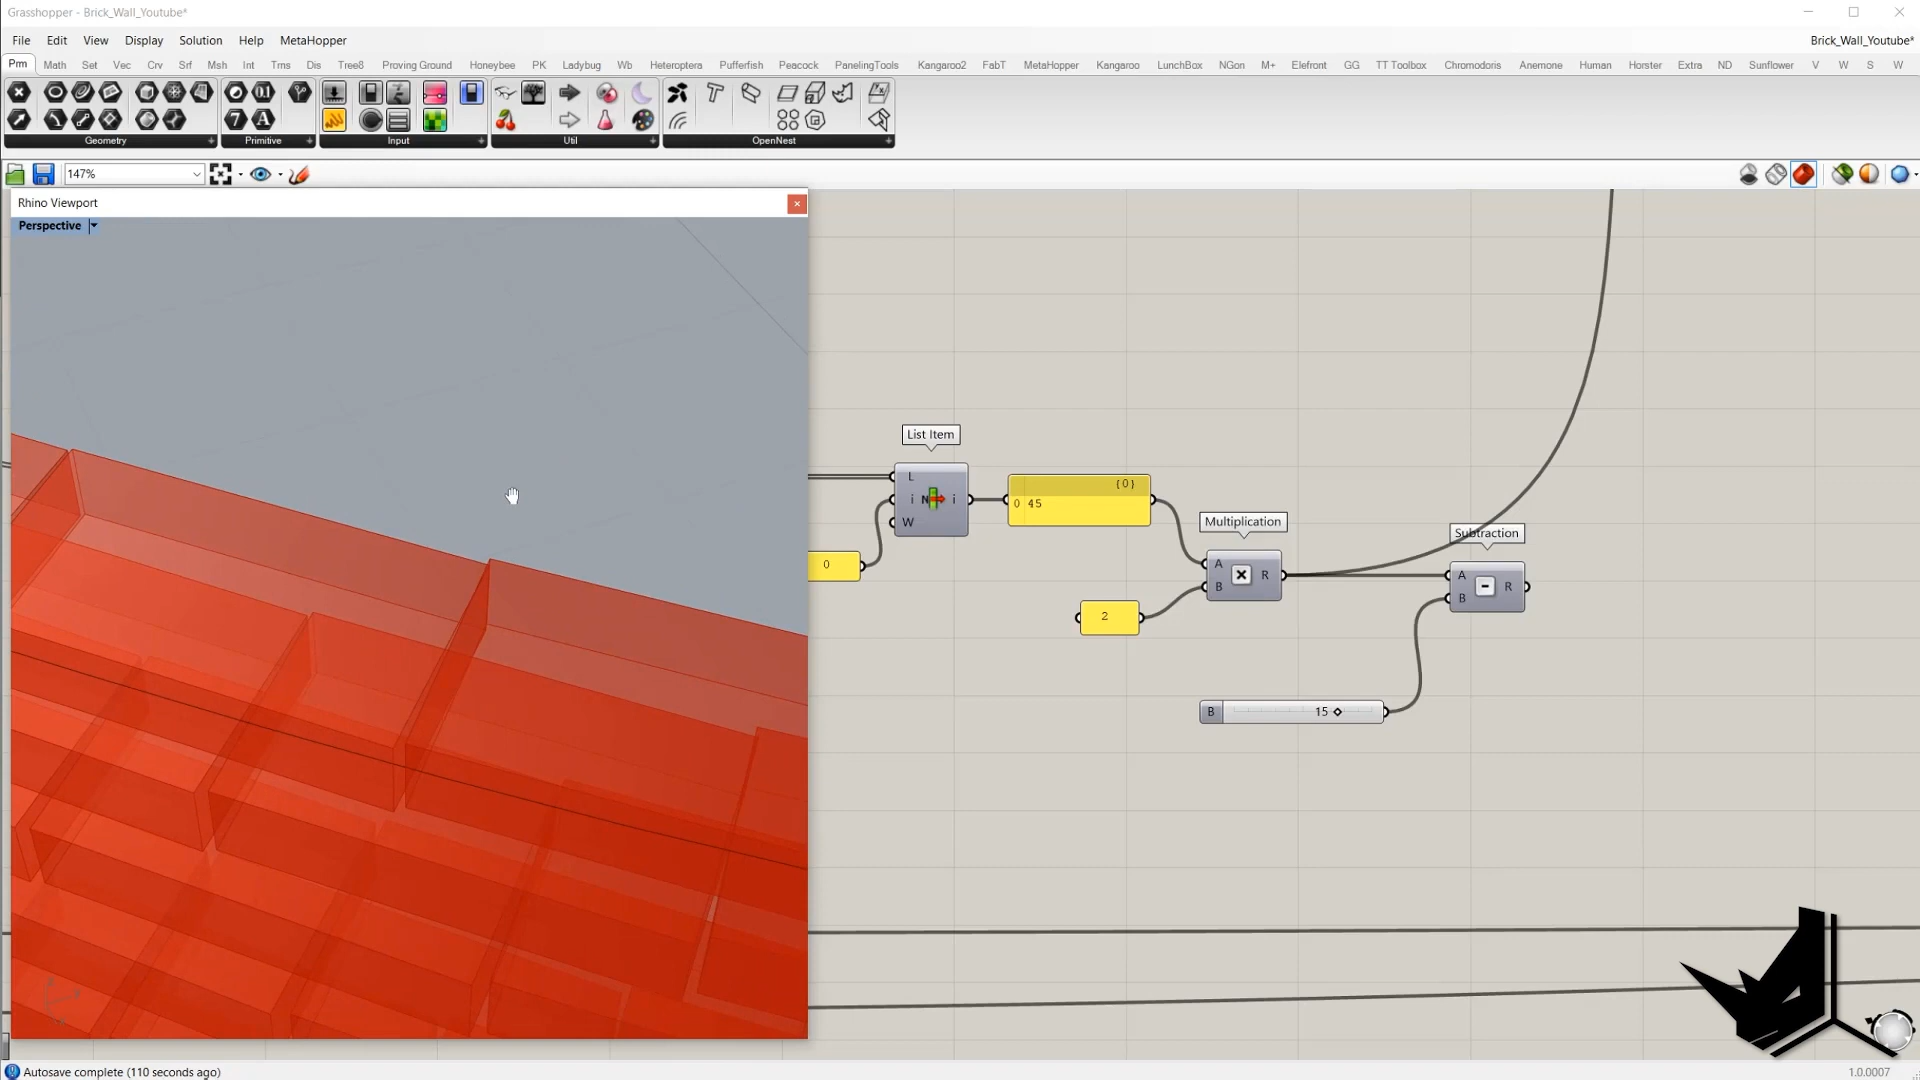 Grasshopper - Brick_Wall_Youtube*
File Edit View Display Solution Help MetaHopper Brick_Wall_Youtube*
Prm Math Set Vec Crv Srf Msh Int Trns Dis Tree8 Proving Ground Honeybee PK Ladybug Wb Heteroptera Pufferfish Peacock PanelingTools Kangaroo2 FabT MetaHopper Kangaroo LunchBox NGon M+ Elefront GG TT Toolbox Chromodoris Anemone Human Horster Extra ND Sunflower V W S W
Geometry Primitive Input Util OpenNest
147%
Rhino Viewport
Perspective
List Item
L
i N i
W
{0}
0 45
0
Multiplication
A
R
B
2
Subtraction
A
R
B
B 15
Autosave complete (110 seconds ago) 1.0.0007